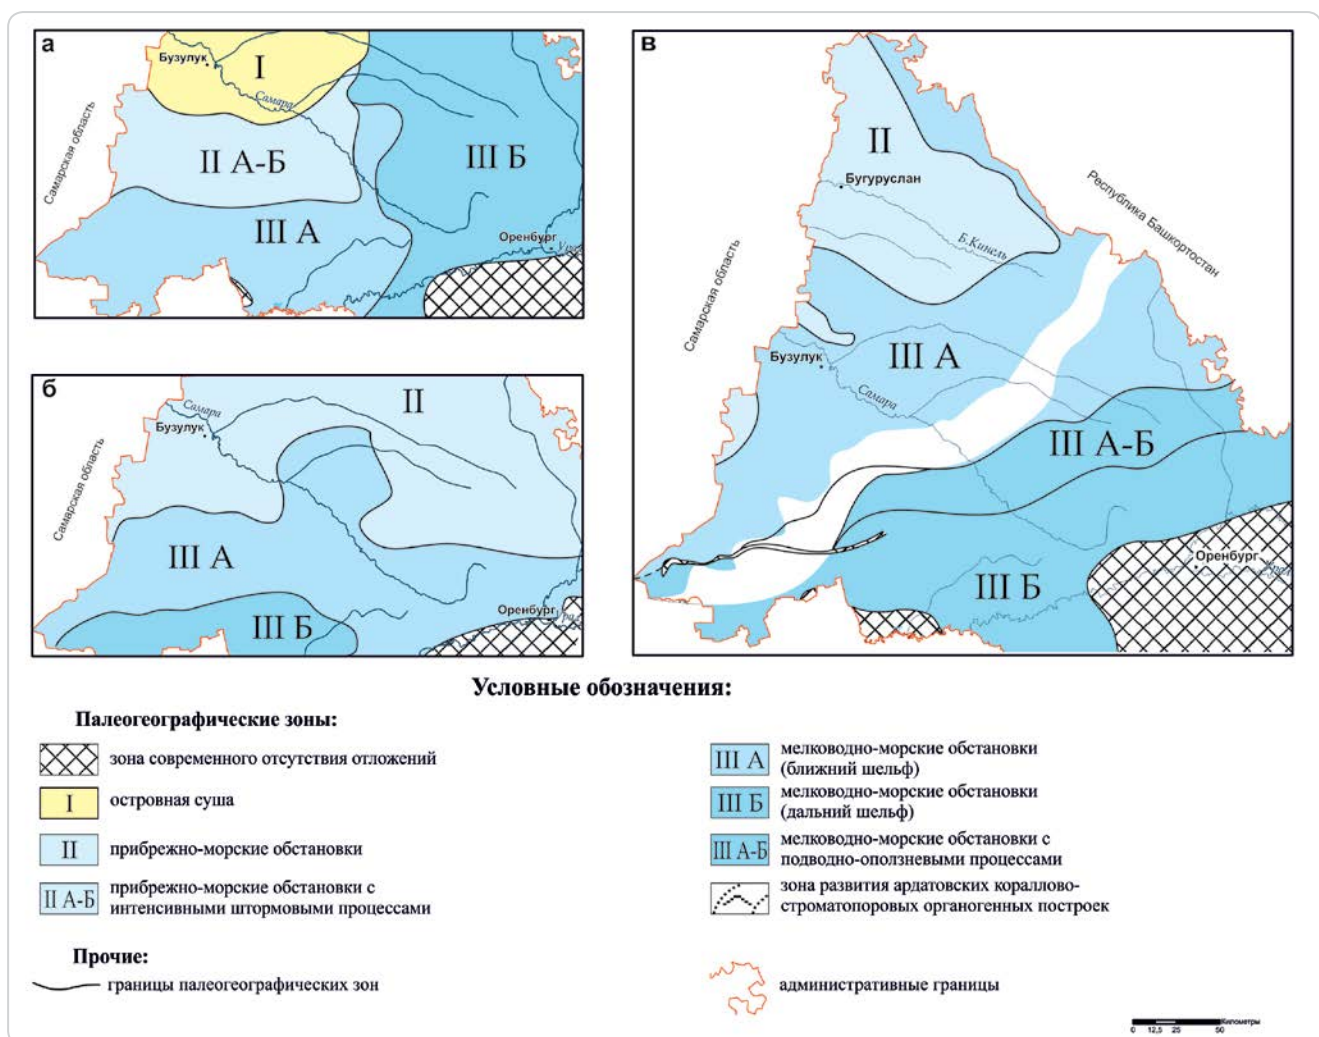 а
Бузулук
I
Самара
Самарская область
II А-Б
III Б
III А
Оренбург
Урал
б
Самара
II
Бузулук
Самарская область
III А
III Б
Оренбург
Урал
в
II
Бугуруслан
Республика Башкортостан
Б.Кинель
Самарская область
Бузулук
III А
Самара
III А-Б
Оренбург
Урал
III Б
Условные обозначения:
Палеогеографические зоны:
зона современного отсутствия отложений
I
островная суша
II
прибрежно-морские обстановки
II А-Б
прибрежно-морские обстановки с
интенсивными штормовыми процессами
III А
мелководно-морские обстановки
(ближний шельф)
III Б
мелководно-морские обстановки
(дальний шельф)
III А-Б
мелководно-морские обстановки с
подводно-оползневыми процессами
зона развития ардатовских кораллово-
строматопоровых органогенных построек
Прочие:
границы палеогеографических зон
административные границы
Километры
0 12,5 25 50